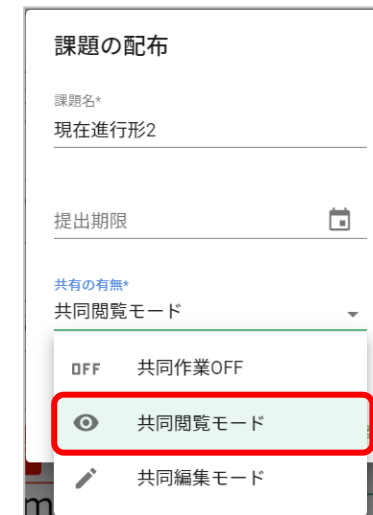 課題の配布
課題名*
現在進行形2
提出期限
共有の有無*
共同閲覧モード
OFF 共同作業OFF
共同閲覧モード
共同編集モード
m